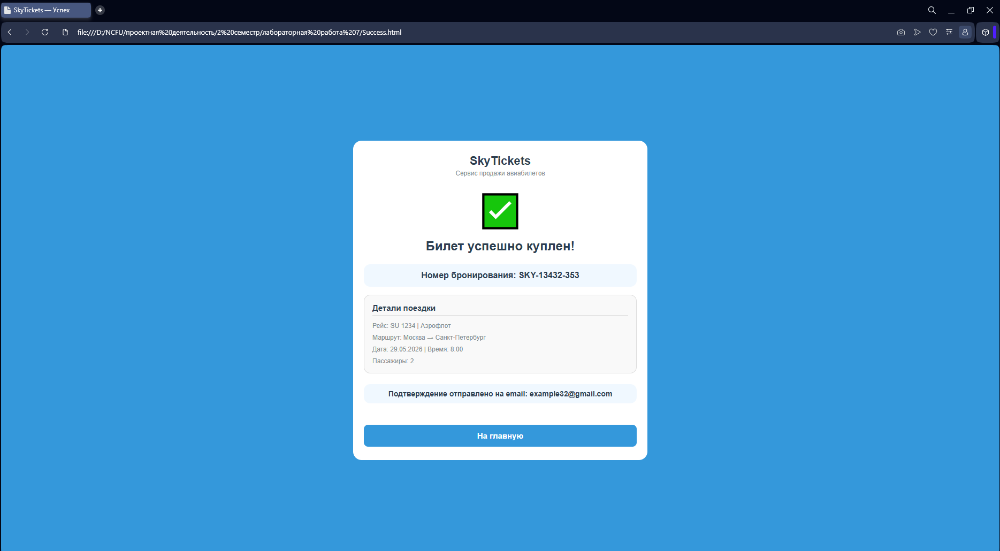 SkyTickets — Успех
file:///D:/NCFU/проектная%20деятельность/2%20семестр/лабораторная%20работа%207/Success.html
SkyTickets
Сервис продажи авиабилетов
Билет успешно куплен!
Номер бронирования: SKY-13432-353
Детали поездки
Рейс: SU 1234 | Аэрофлот
Маршрут: Москва → Санкт-Петербург
Дата: 29.05.2026 | Время: 8:00
Пассажиры: 2
Подтверждение отправлено на email: example32@gmail.com
На главную